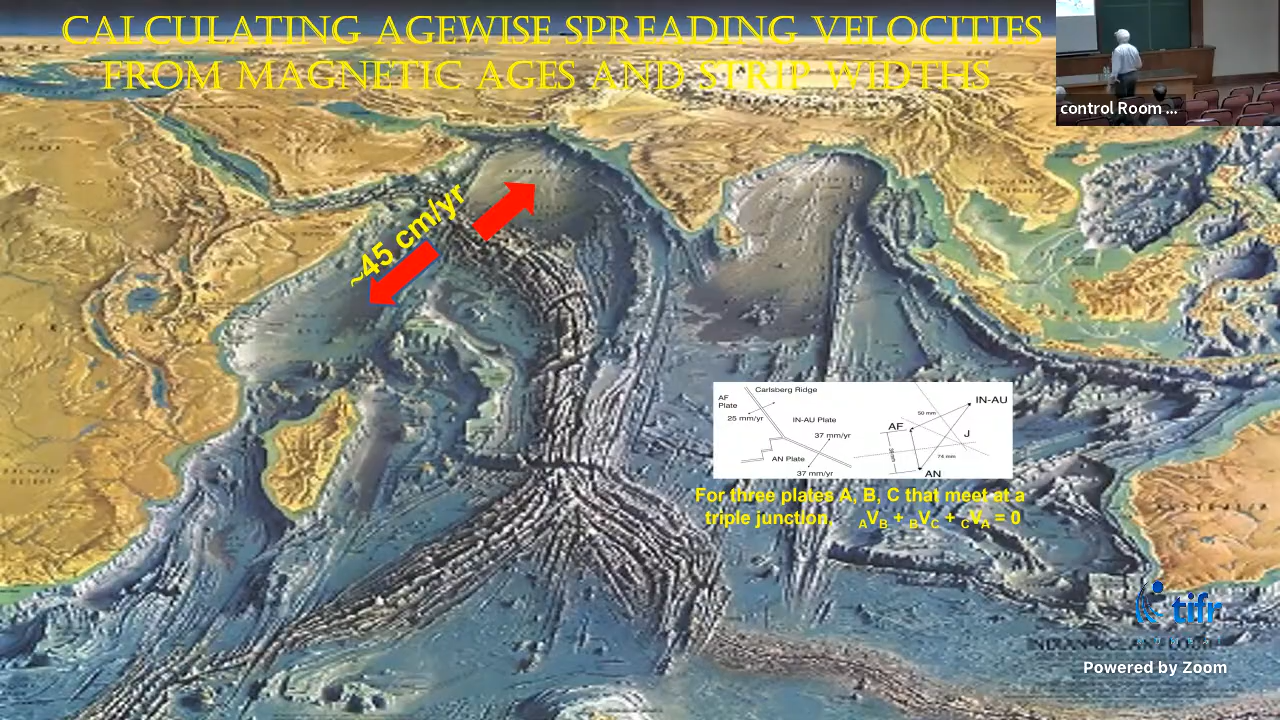 CALCULATING AGEWISE SPREADING VELOCITIES
FROM MAGNETIC AGES AND STRIP WIDTHS
control Room ...
~45 cm/yr
Carlsberg Ridge
AF
Plate
25 mm/yr
IN-AU Plate
37 mm/yr
AN Plate
37 mm/yr
IN-AU
50 mm
AF
J
74 mm
AN
For three plates A, B, C that meet at a
triple junction, AVB + BVC + CVA = 0
tifr
Powered by Zoom